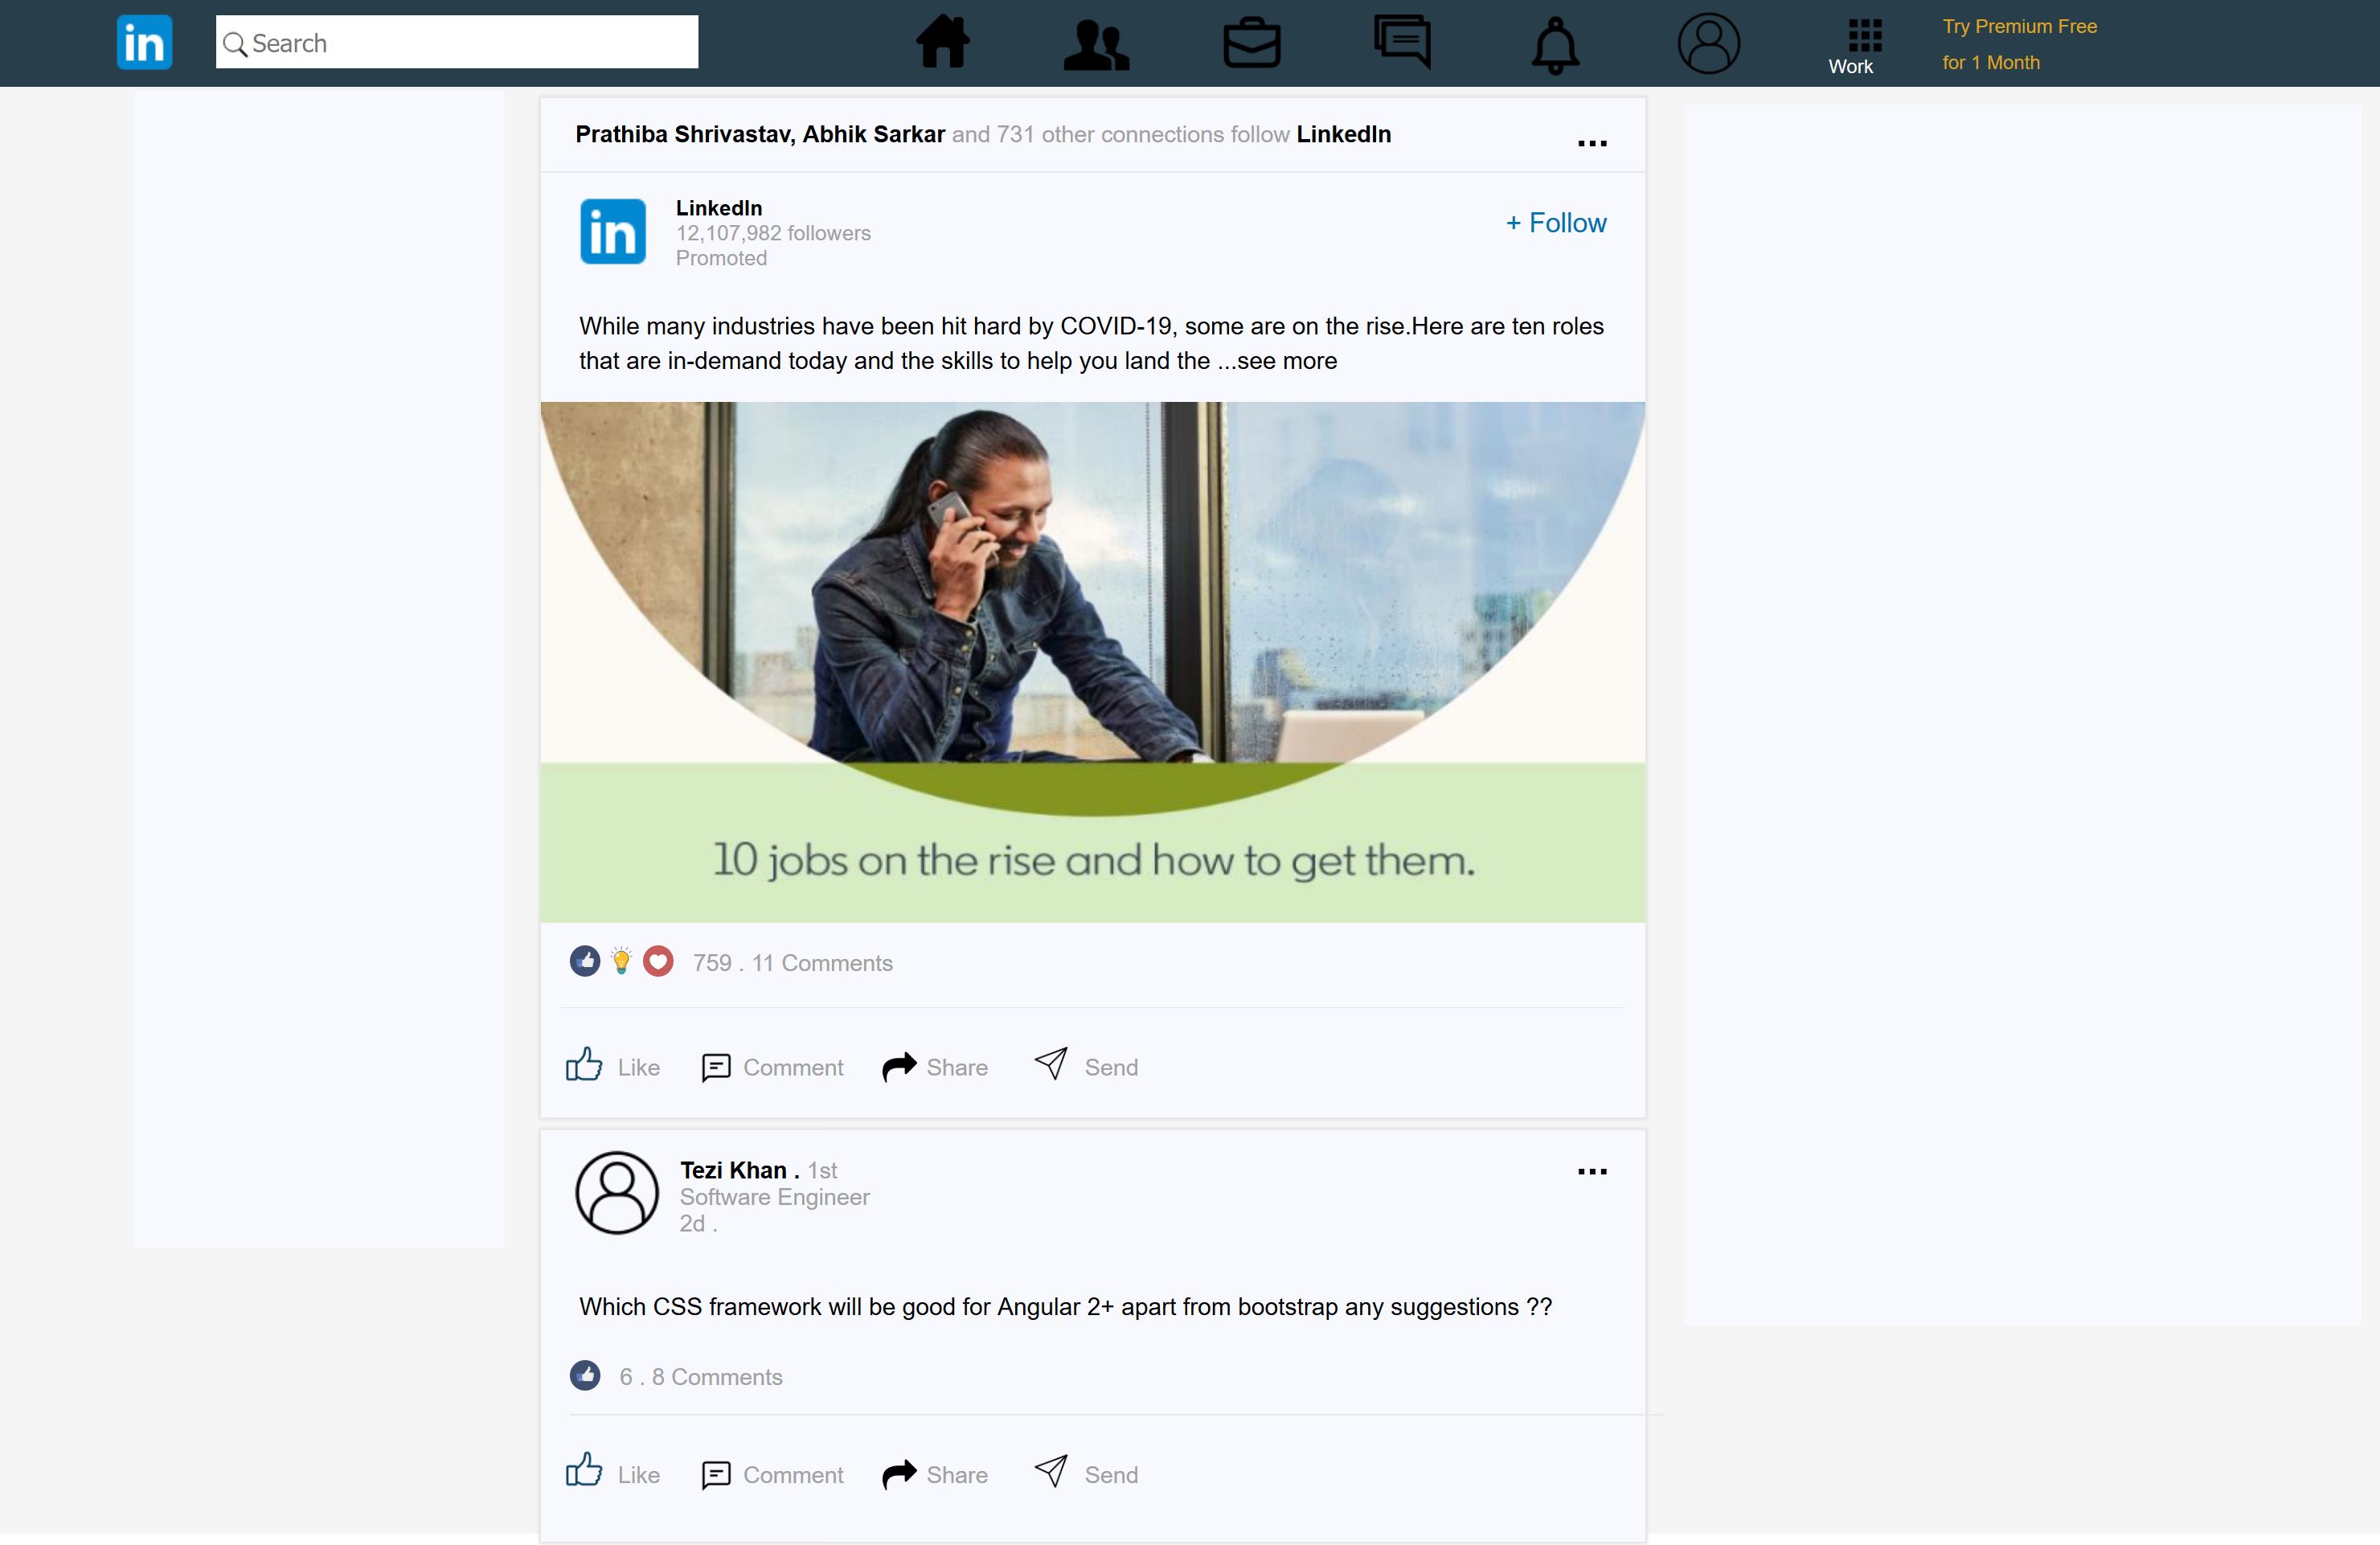 in
Search
Work
Try Premium Free
for 1 Month
Prathiba Shrivastav, Abhik Sarkar and 731 other connections follow LinkedIn
...
in
LinkedIn
12,107,982 followers
Promoted
+ Follow
While many industries have been hit hard by COVID-19, some are on the rise.Here are ten roles
that are in-demand today and the skills to help you land the ...see more
10 jobs on the rise and how to get them.
759 . 11 Comments
Like Comment Share Send
Tezi Khan . 1st
...
Software Engineer
2d .
Which CSS framework will be good for Angular 2+ apart from bootstrap any suggestions ??
6 . 8 Comments
Like Comment Share Send